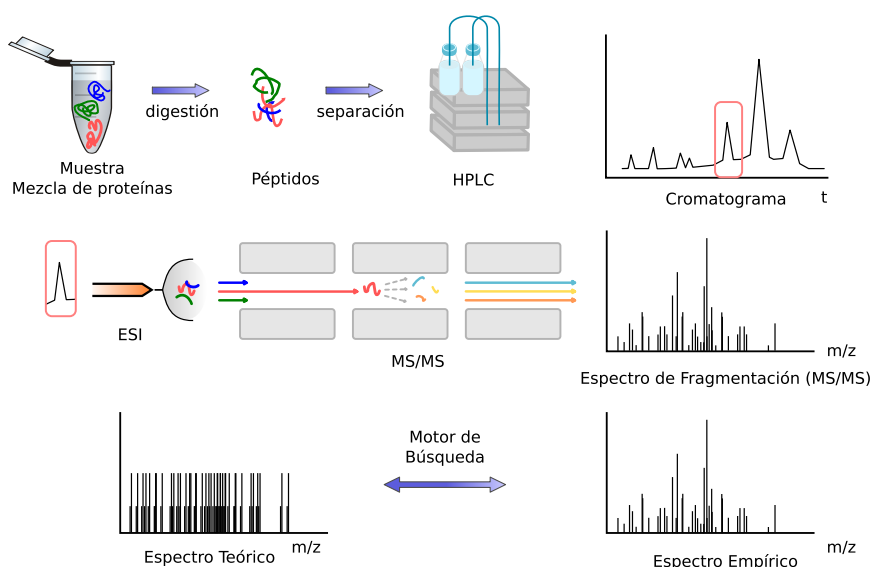 digestión
separación
Muestra
Mezcla de proteínas
Péptidos
HPLC
Cromatograma
t
ESI
MS/MS
m/z
Espectro de Fragmentación (MS/MS)
Motor de
Búsqueda
m/z
Espectro Teórico
m/z
Espectro Empírico